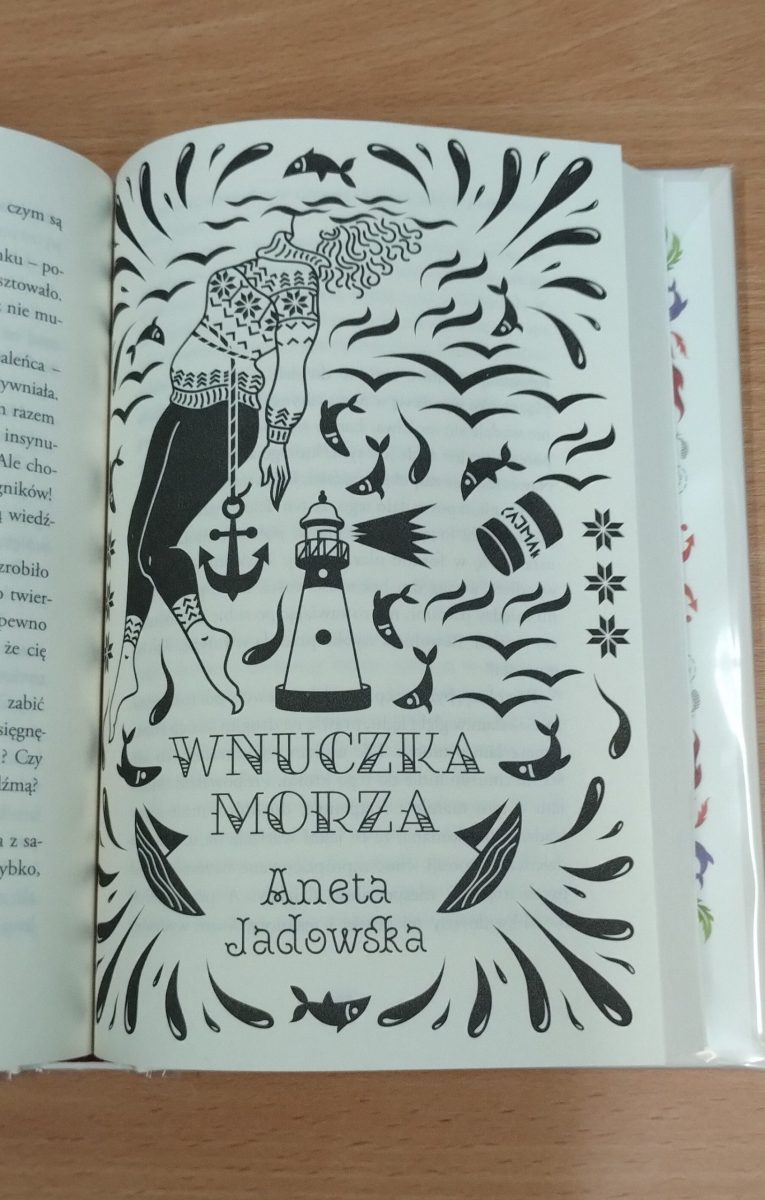 czym są
nku – po-
sztowało.
nie mu-
aleńca –
ywniała,
n razem
insynu-
Ale cho-
gników!
ą wiedź-
zrobiło
o twier-
pewno
że cię
zabić
sięgnę-
? Czy
dźmą?
a z sa-
ybko,
WNUCZKA
MORZA
Aneta
Jadowska